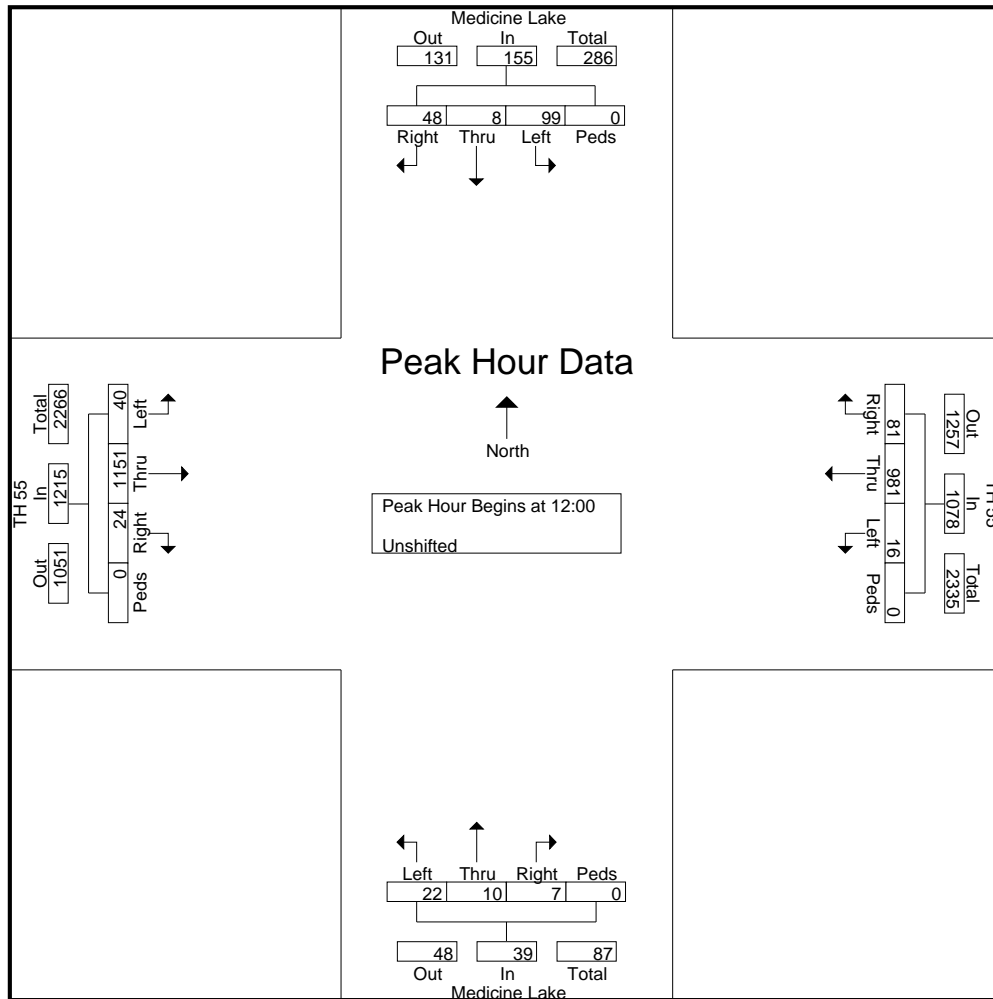 Medicine Lake
Out In Total
131 155 286
48 8 99 0
Right Thru Left Peds
Peak Hour Data
North
Peak Hour Begins at 12:00
Unshifted
TH 55
Total In Out
2266 1215 1051
40 1151 24 0
Left Thru Right Peds
TH 55
Out In Total
1257 1078 2335
81 981 16 0
Right Thru Left Peds
Left Thru Right Peds
22 10 7 0
48 39 87
Out In Total
Medicine Lake